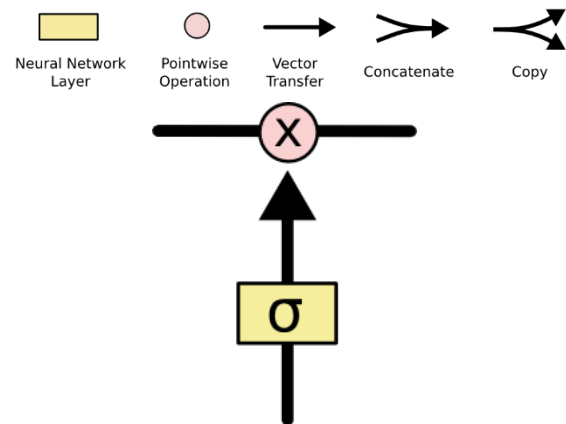 Neural Network
Layer
Pointwise
Operation
Vector
Transfer
Concatenate
Copy
X
σ